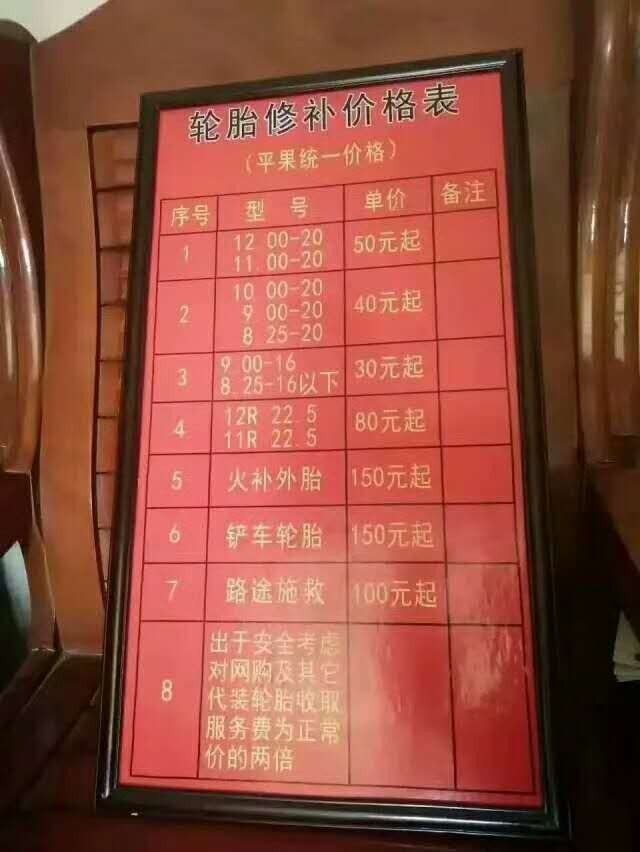 轮胎修补价格表
（平果统一价格）
序号 型 号 单价 备注
1 12 00-20 50元起
11.00-20
2 10 00-20 40元起
9 00-20
8 25-20
3 9 00-16 30元起
8.25-16以下
4 12R 22.5 80元起
11R 22.5
5 火补外胎 150元起
6 铲车轮胎 150元起
7 路途施救 100元起
8 出于安全考虑
对网购及其它
代装轮胎收取
服务费为正常
价的两倍